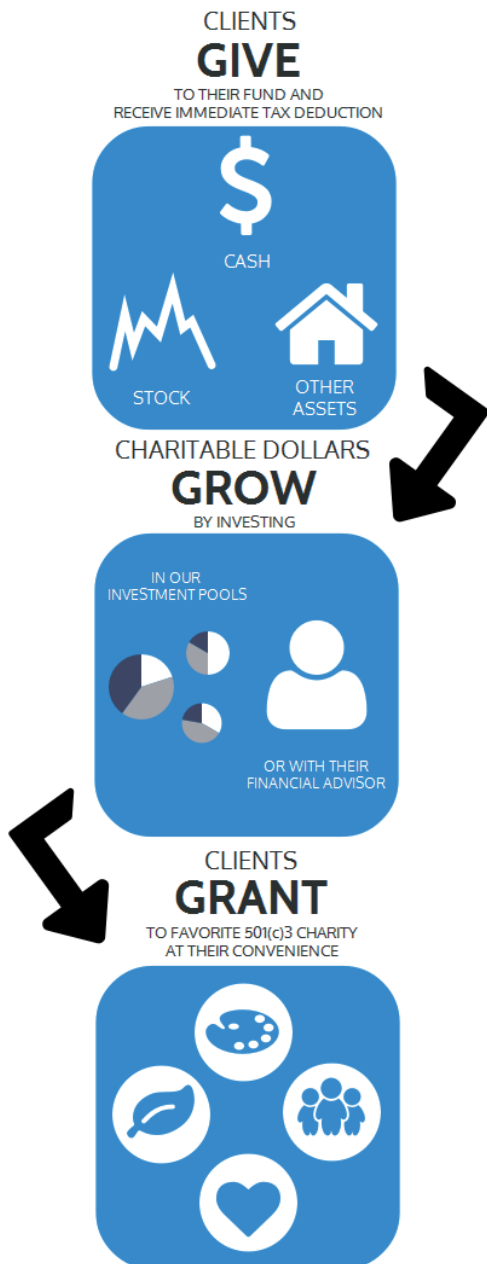 CLIENTS
GIVE
TO THEIR FUND AND
RECEIVE IMMEDIATE TAX DEDUCTION
$
CASH
STOCK
OTHER
ASSETS
CHARITABLE DOLLARS
GROW
BY INVESTING
IN OUR
INVESTMENT POOLS
OR WITH THEIR
FINANCIAL ADVISOR
CLIENTS
GRANT
TO FAVORITE 501(c)3 CHARITY
AT THEIR CONVENIENCE